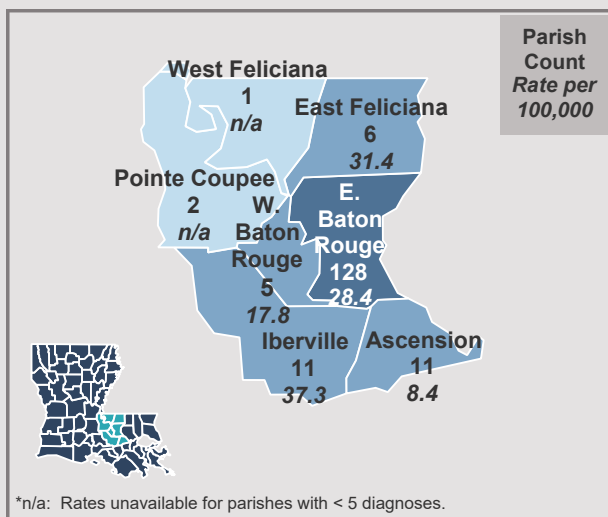 Parish
Count
Rate per
100,000
West Feliciana
1
n/a
East Feliciana
6
31.4
Pointe Coupee
2
n/a
W.
Baton
Rouge
5
17.8
E.
Baton
Rouge
128
28.4
Iberville
11
37.3
Ascension
11
8.4
*n/a: Rates unavailable for parishes with < 5 diagnoses.